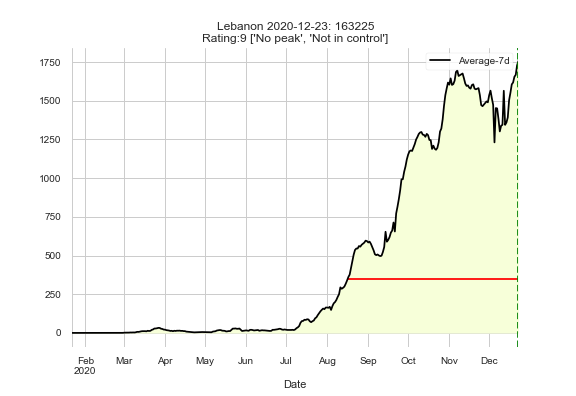 Lebanon 2020-12-23: 163225
Rating:9 ['No peak', 'Not in control']
Average-7d
1750
1500
1250
1000
750
500
250
0
Feb Mar Apr May Jun Jul Aug Sep Oct Nov Dec
2020
Date